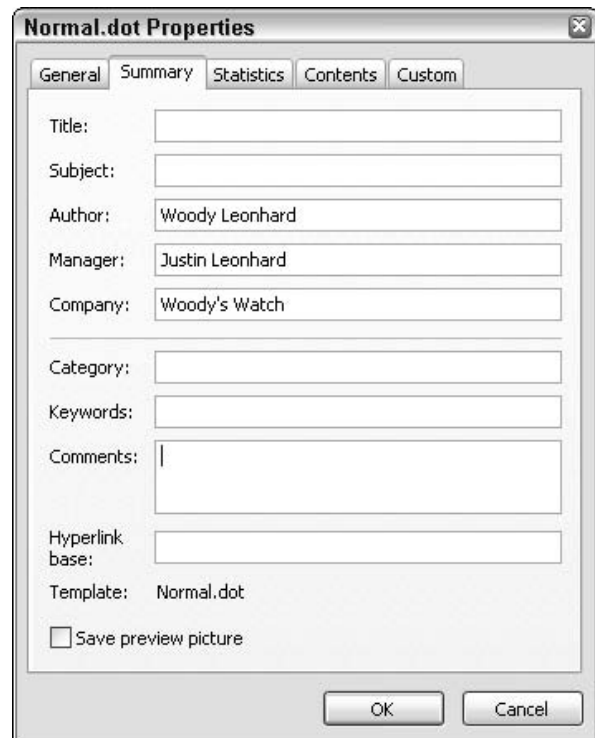 Normal.dot Properties
General Summary Statistics Contents Custom
Title:
Subject:
Author: Woody Leonhard
Manager: Justin Leonhard
Company: Woody's Watch
Category:
Keywords:
Comments:
Hyperlink
base:
Template: Normal.dot
Save preview picture
OK Cancel